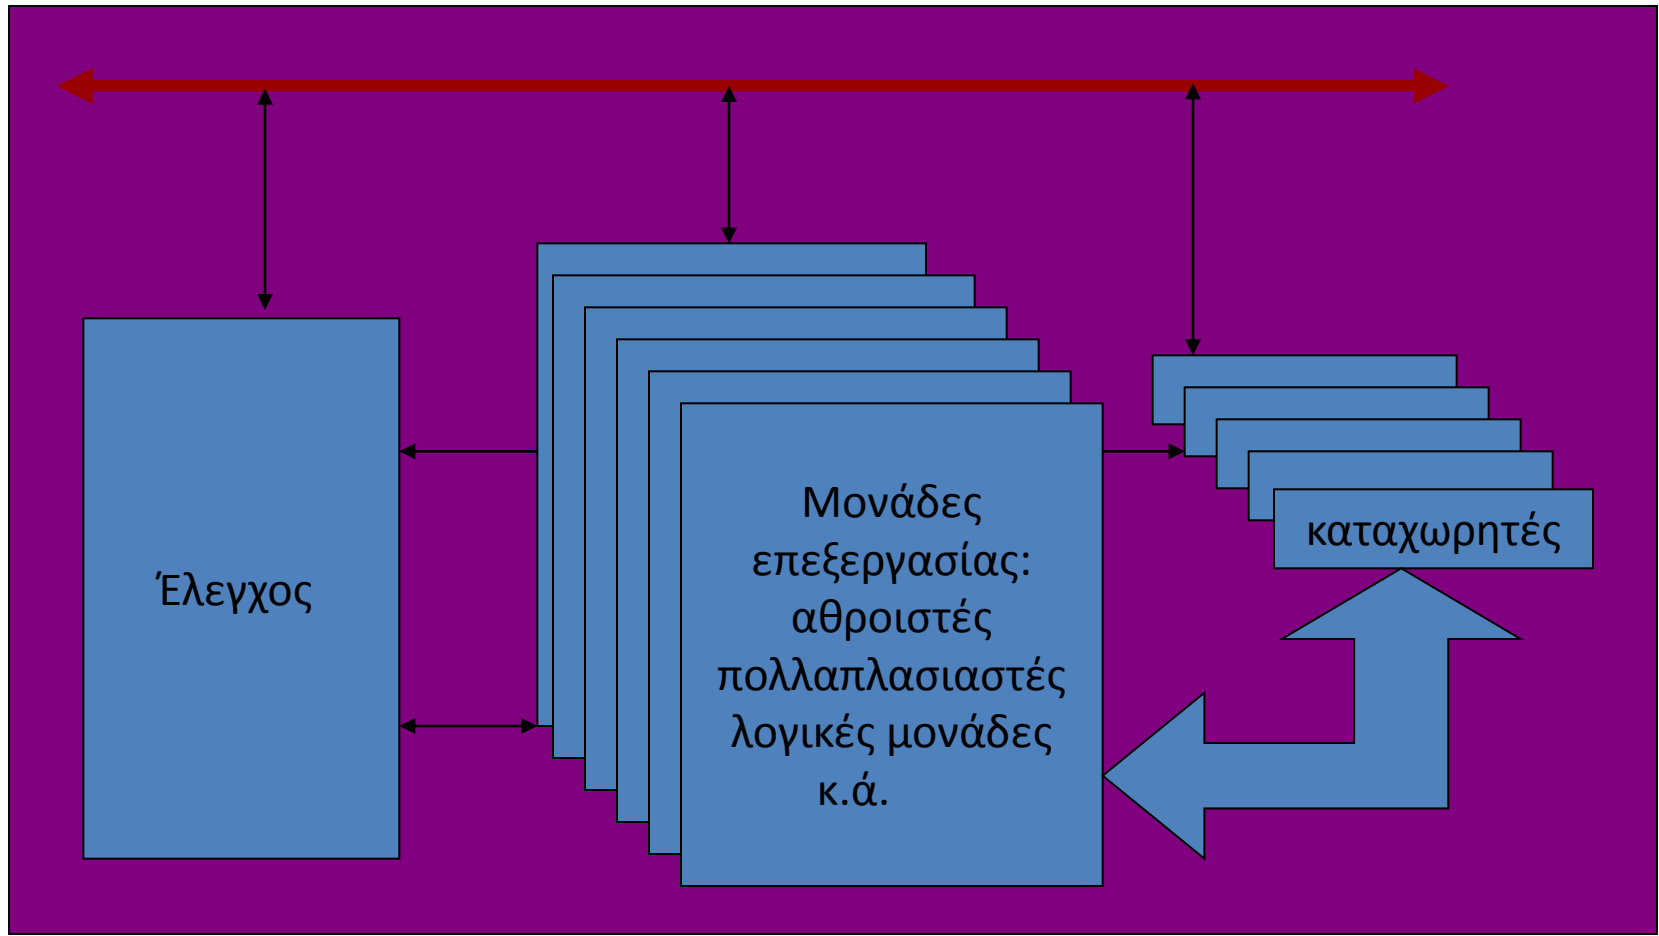 Έλεγχος
Μονάδες
επεξεργασίας:
αθροιστές
πολλαπλασιαστές
λογικές μονάδες
κ.ά.
καταχωρητές